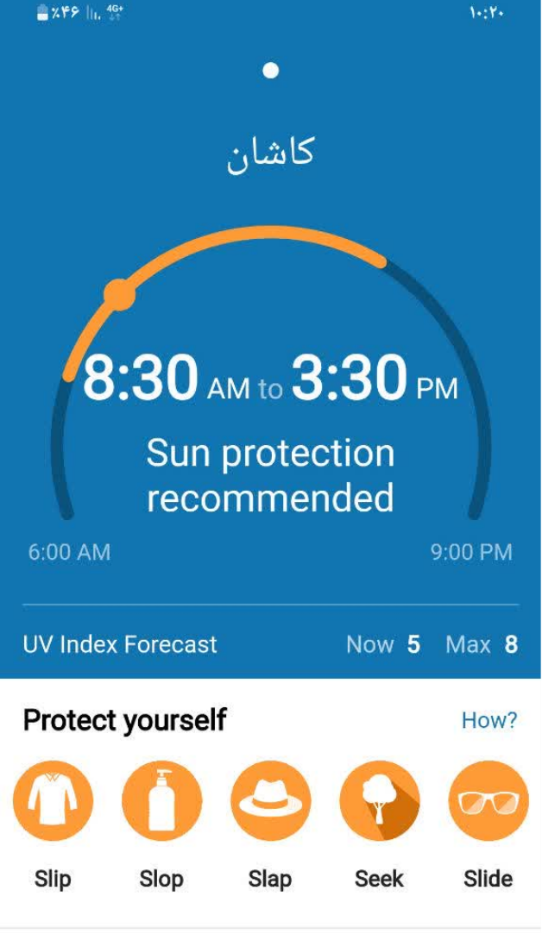 ٪۴۶ 4G+ ۱۰:۲۰
کاشان
8:30 AM to 3:30 PM
Sun protection
recommended
6:00 AM 9:00 PM
UV Index Forecast Now 5 Max 8
Protect yourself How?
Slip Slop Slap Seek Slide